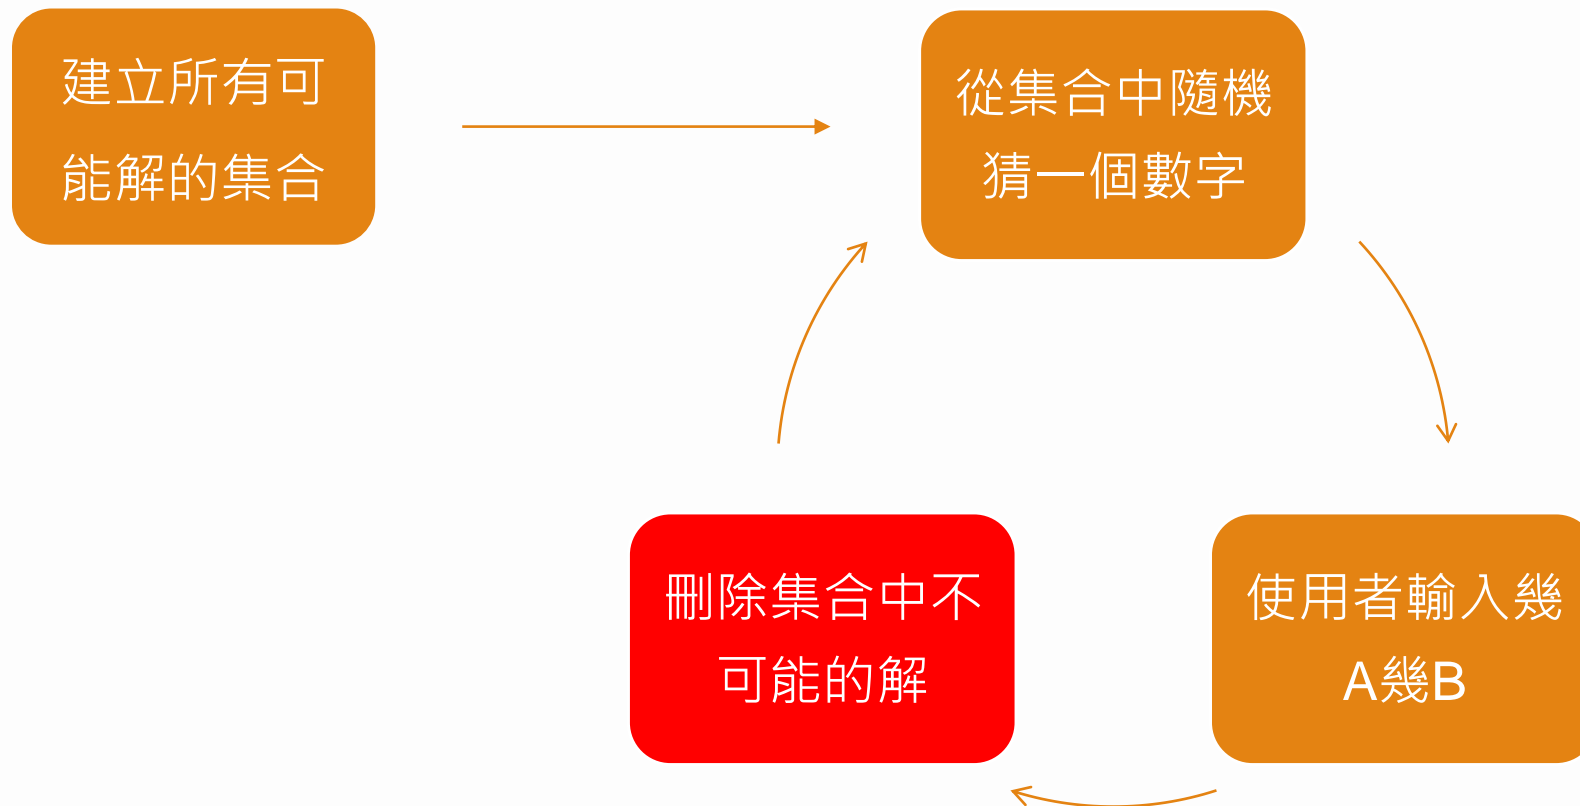 建立所有可
能解的集合
從集合中隨機
猜一個數字
刪除集合中不
可能的解
使用者輸入幾
A幾B